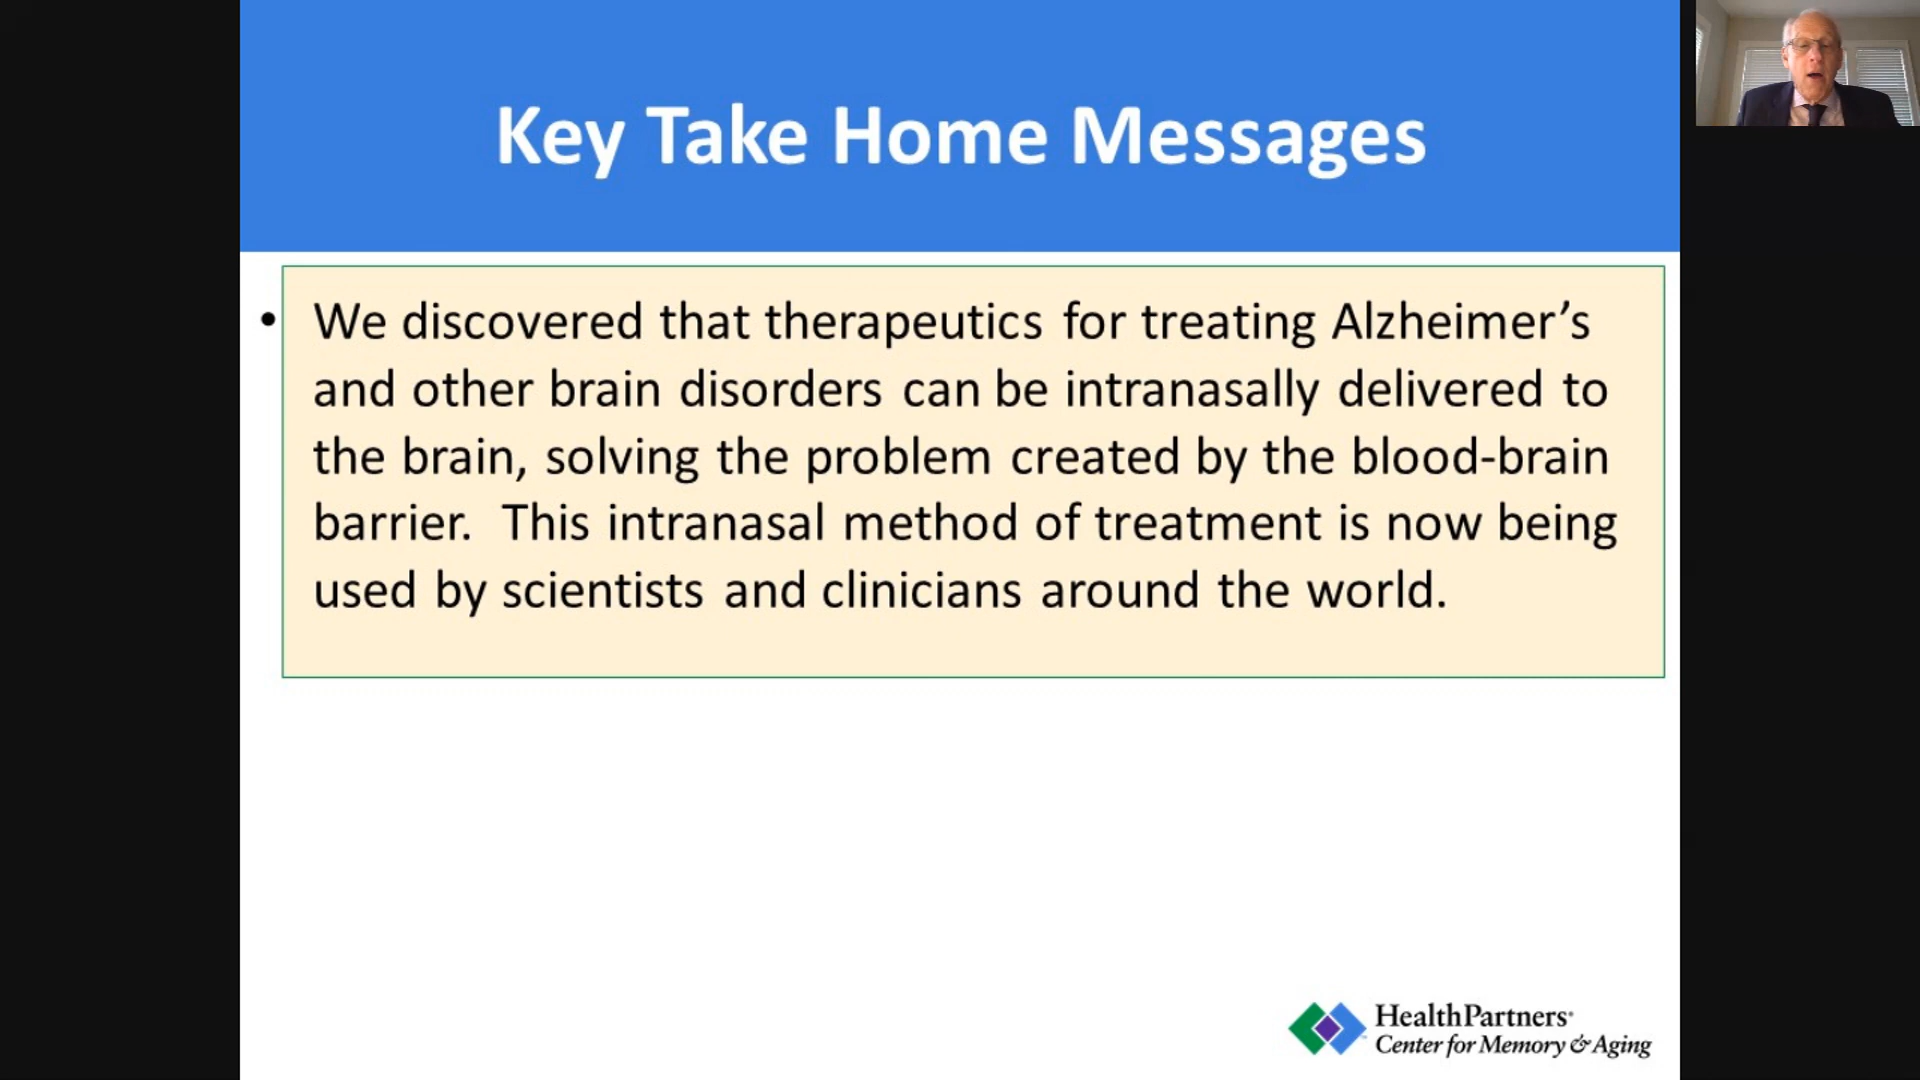 Key Take Home Messages
• We discovered that therapeutics for treating Alzheimer’s
and other brain disorders can be intranasally delivered to
the brain, solving the problem created by the blood-brain
barrier. This intranasal method of treatment is now being
used by scientists and clinicians around the world.
HealthPartners®
Center for Memory & Aging